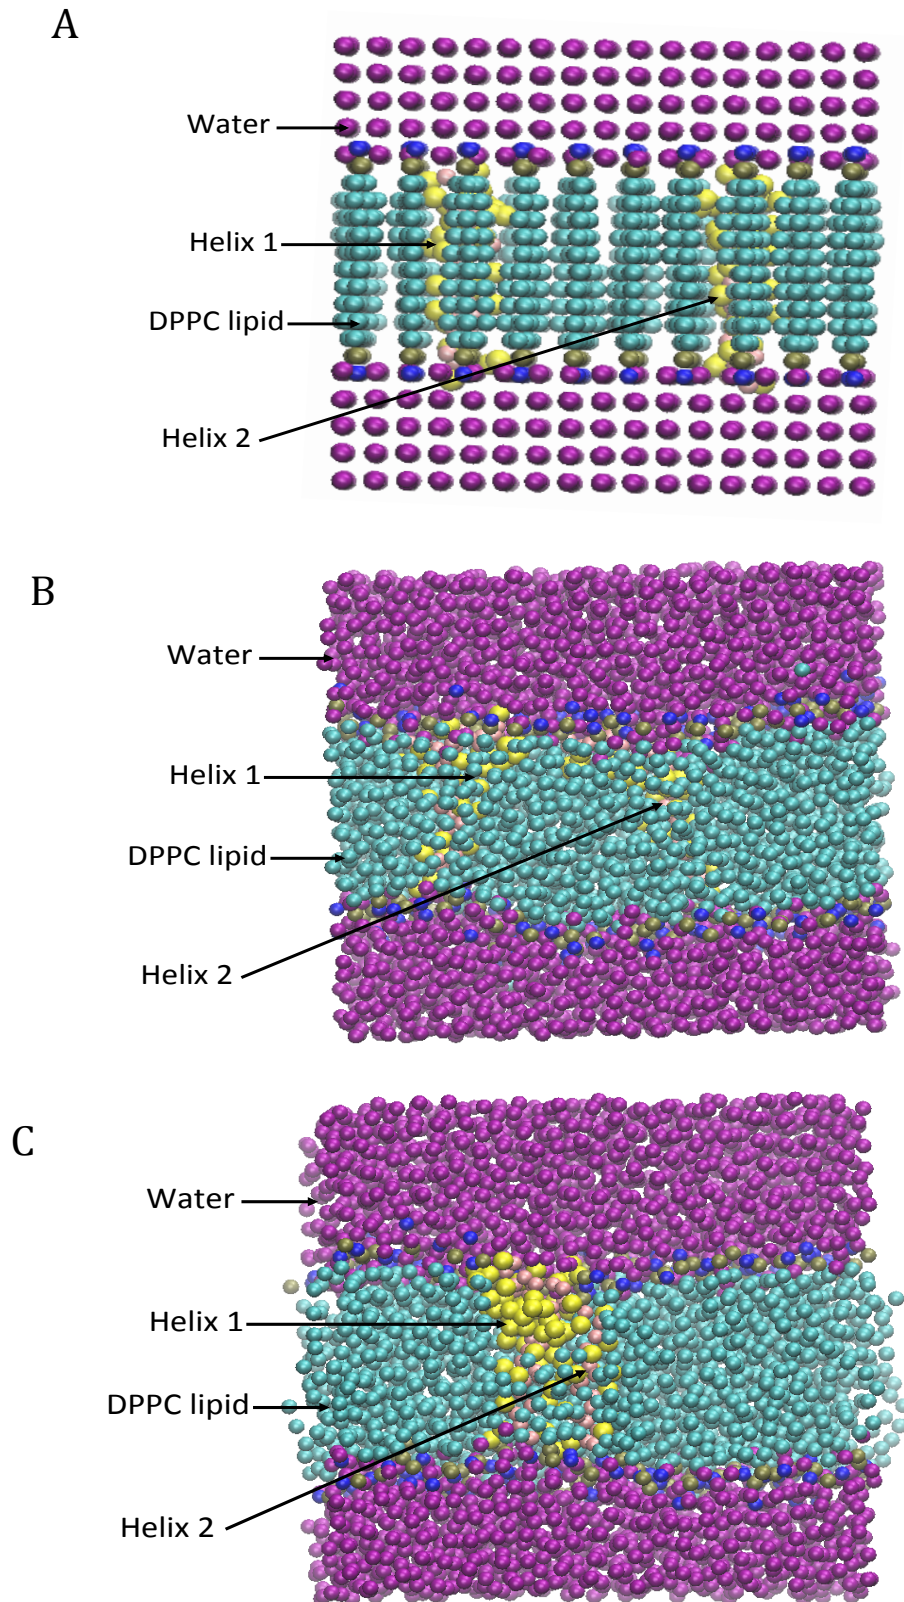 A
Water
Helix 1
DPPC lipid
Helix 2
B
Water
Helix 1
DPPC lipid
Helix 2
C
Water
Helix 1
DPPC lipid
Helix 2